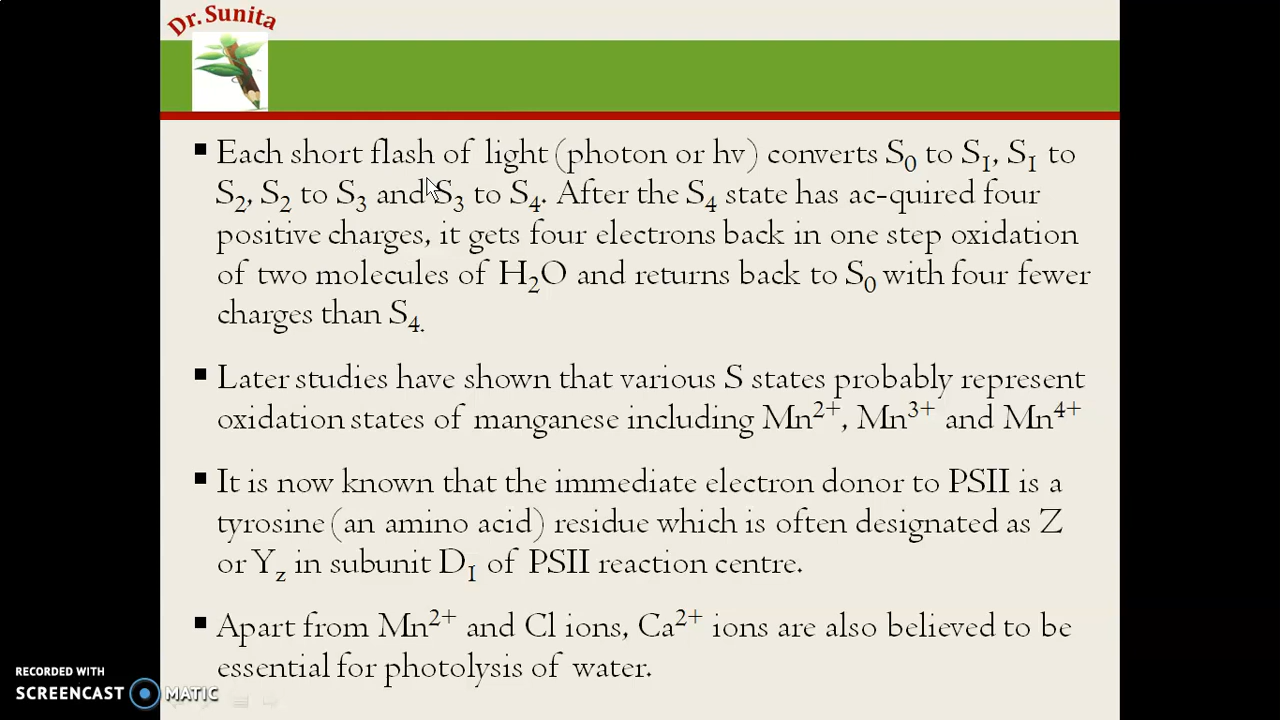 Dr. Sunita
▪ Each short flash of light (photon or hv) converts S₀ to S₁, S₁ to
S₂, S₂ to S₃ and S₃ to S₄. After the S₄ state has ac-quired four
positive charges, it gets four electrons back in one step oxidation
of two molecules of H₂O and returns back to S₀ with four fewer
charges than S₄.
▪ Later studies have shown that various S states probably represent
oxidation states of manganese including Mn²⁺, Mn³⁺ and Mn⁴⁺
▪ It is now known that the immediate electron donor to PSII is a
tyrosine (an amino acid) residue which is often designated as Z
or Y_z in subunit D₁ of PSII reaction centre.
▪ Apart from Mn²⁺ and Cl ions, Ca²⁺ ions are also believed to be
essential for photolysis of water.
RECORDED WITH
SCREENCAST MATIC